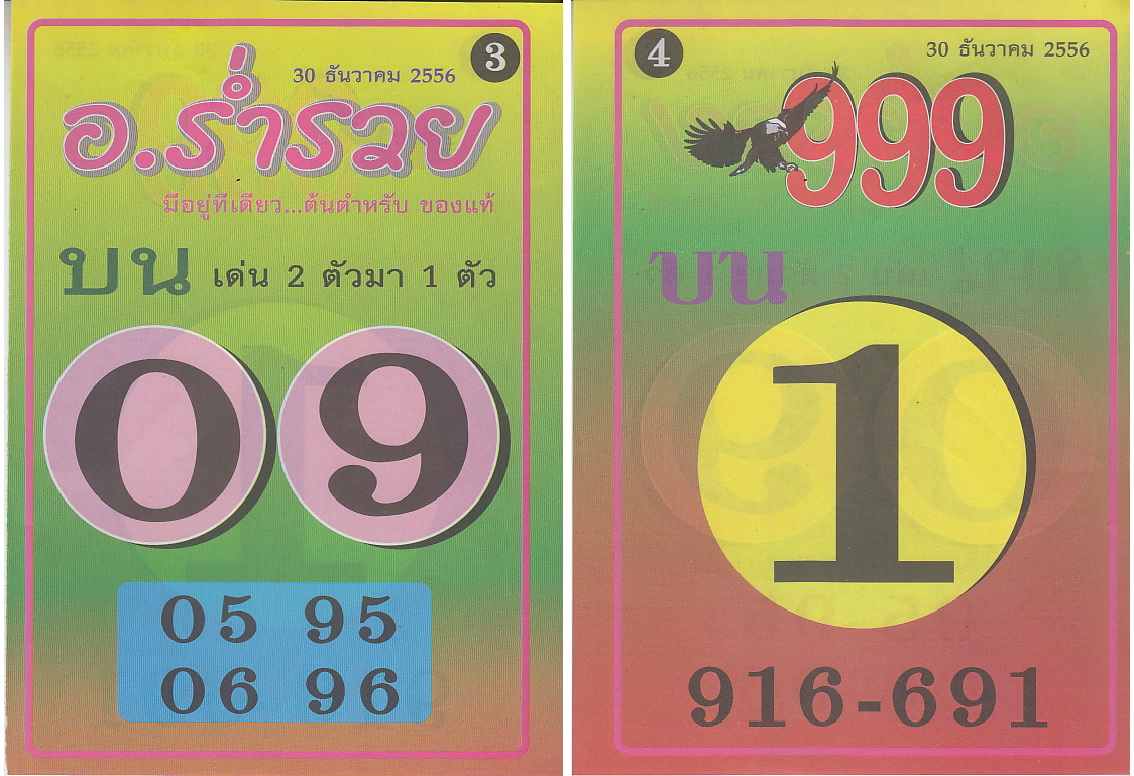 3
30 ธันวาคม 2556
อ.ร่ำรวย
มีอยู่ที่เดียว...ต้นตำหรับ ของแท้
บน เด่น 2 ตัวมา 1 ตัว
0 9
05 95
06 96
4
30 ธันวาคม 2556
999
บน
1
916-691